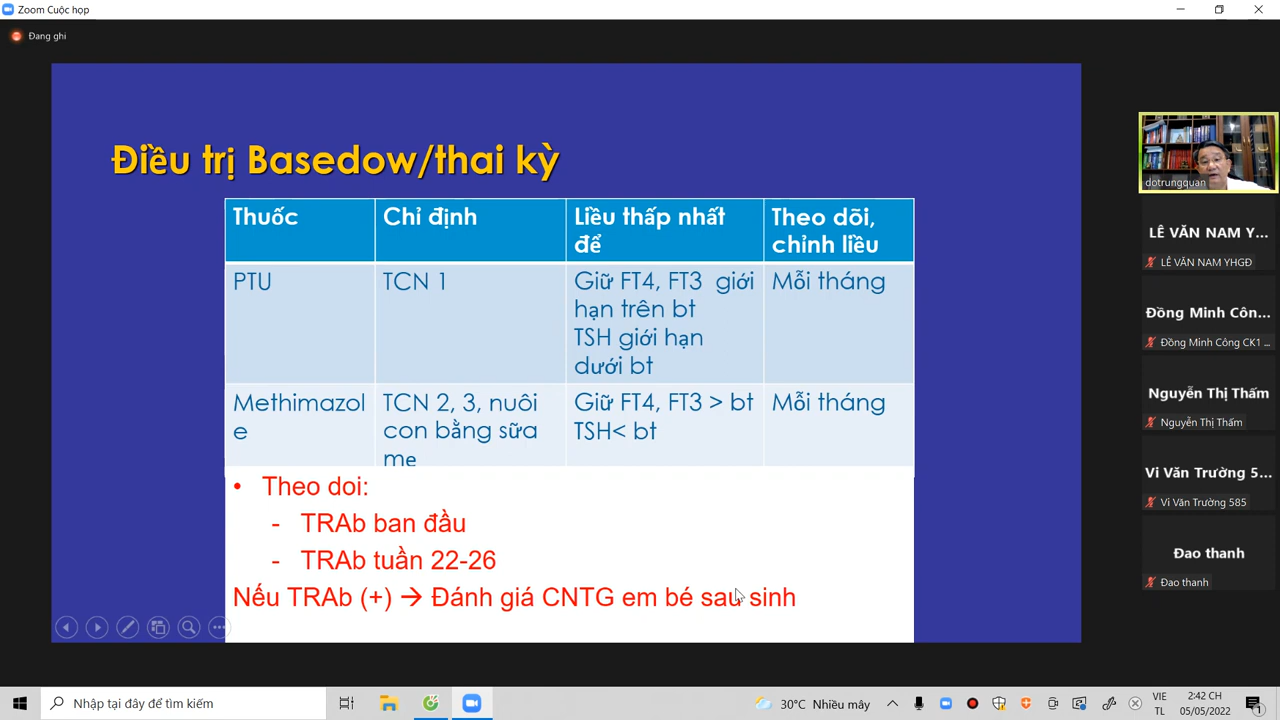 Zoom Cuộc họp
Đang ghi
Điều trị Basedow/thai kỳ
Thuốc
Chỉ định
Liều thấp nhất
để
Theo dõi,
chỉnh liều
PTU
TCN 1
Giữ FT4, FT3 giới
hạn trên bt
TSH giới hạn
dưới bt
Mỗi tháng
Methimazol
e
TCN 2, 3, nuôi
con bằng sữa
mẹ
Giữ FT4, FT3 > bt
TSH< bt
Mỗi tháng
• Theo doi:
- TRAb ban đầu
- TRAb tuần 22-26
Nếu TRAb (+) → Đánh giá CNTG em bé sau sinh
dotrungquan
LÊ VĂN NAM Y...
LÊ VĂN NAM YHGĐ
Đồng Minh Côn...
Đồng Minh Công CK1 ...
Nguyễn Thị Thấm
Nguyễn Thị Thấm
Vi Văn Trường 5...
Vi Văn Trường 585
Đao thanh
Đao thanh
Nhập tại đây để tìm kiếm
30°C Nhiều mây
VIE
TL
2:42 CH
05/05/2022
1